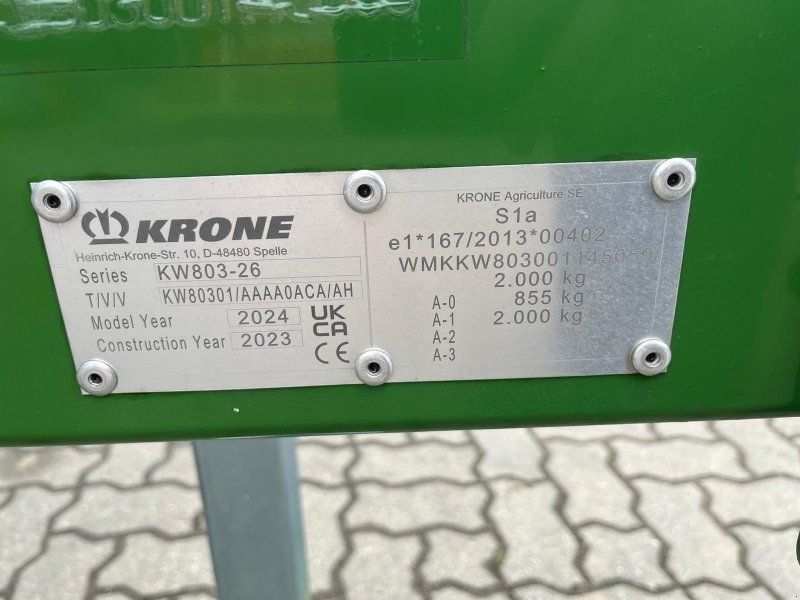 KRONE
Heinrich-Krone-Str. 10, D-48480 Spelle
Series KW803-26
T/V/V KW80301/AAAA0ACA/AH
Model Year 2024
Construction Year 2023
UK
CA
CE
KRONE Agriculture SE
S1a
e1*167/2013*00402
WMKKW803001145059
2.000 kg
A-0 855 kg
A-1 2.000 kg
A-2
A-3